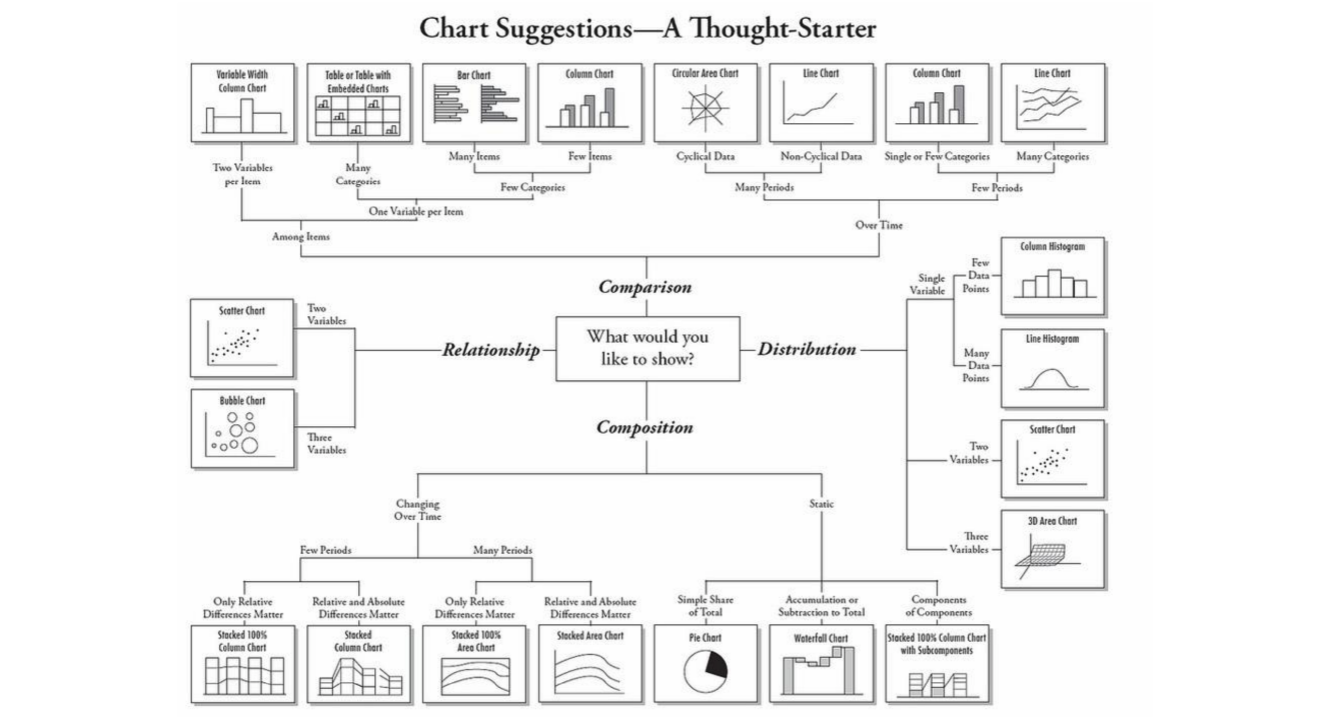 Chart Suggestions—A Thought-Starter
Variable Width
Column Chart
Table or Table with
Embedded Charts
Bar Chart
Column Chart
Circular Area Chart
Line Chart
Column Chart
Line Chart
Two Variables
per Item
Many
Categories
Many Items
Few Items
Cyclical Data
Non-Cyclical Data
Single or Few Categories
Many Categories
Few Categories
Many Periods
Few Periods
One Variable per Item
Among Items
Over Time
Comparison
What would you
like to show?
Relationship
Two
Variables
Scatter Chart
Three
Variables
Bubble Chart
Distribution
Single
Variable
Few
Data
Points
Column Histogram
Many
Data
Points
Line Histogram
Two
Variables
Scatter Chart
Three
Variables
3D Area Chart
Composition
Changing
Over Time
Static
Few Periods
Many Periods
Only Relative
Differences Matter
Relative and Absolute
Differences Matter
Only Relative
Differences Matter
Relative and Absolute
Differences Matter
Simple Share
of Total
Accumulation or
Subtraction to Total
Components
of Components
Stacked 100%
Column Chart
Stacked
Column Chart
Stacked 100%
Area Chart
Stacked Area Chart
Pie Chart
Waterfall Chart
Stacked 100% Column Chart
with Subcomponents